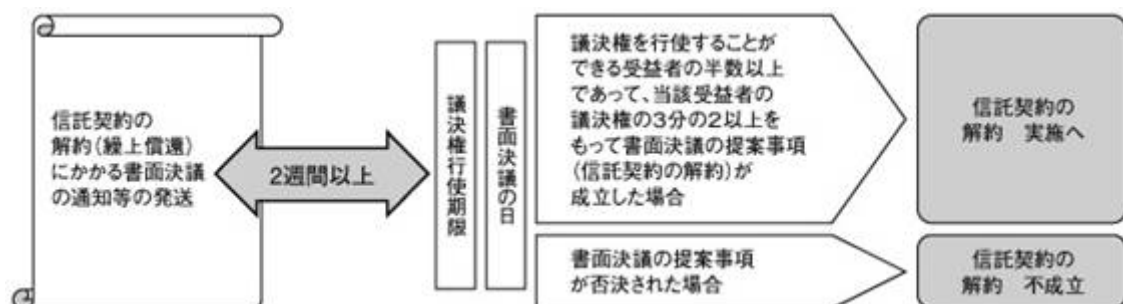 信託契約の
解約(繰上償還)
にかかる書面決議
の通知等の発送
2週間以上
議決権行使期限
書面決議の日
議決権を行使することが
できる受益者の半数以上
であって、当該受益者の
議決権の3分の2以上を
もって書面決議の提案事項
(信託契約の解約)が
成立した場合
信託契約の
解約 実施へ
書面決議の提案事項
が否決された場合
信託契約の
解約 不成立